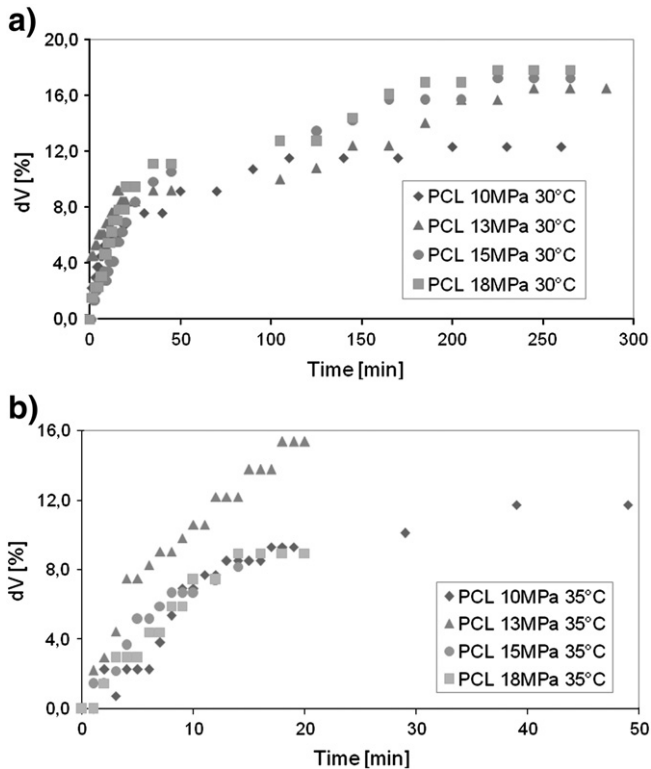 a)
20,0
16,0
12,0
8,0
4,0
0,0
dV [%]
0 50 100 150 200 250 300
Time [min]
PCL 10MPa 30°C
PCL 13MPa 30°C
PCL 15MPa 30°C
PCL 18MPa 30°C
b)
16,0
12,0
8,0
4,0
0,0
dV [%]
0 10 20 30 40 50
Time [min]
PCL 10MPa 35°C
PCL 13MPa 35°C
PCL 15MPa 35°C
PCL 18MPa 35°C